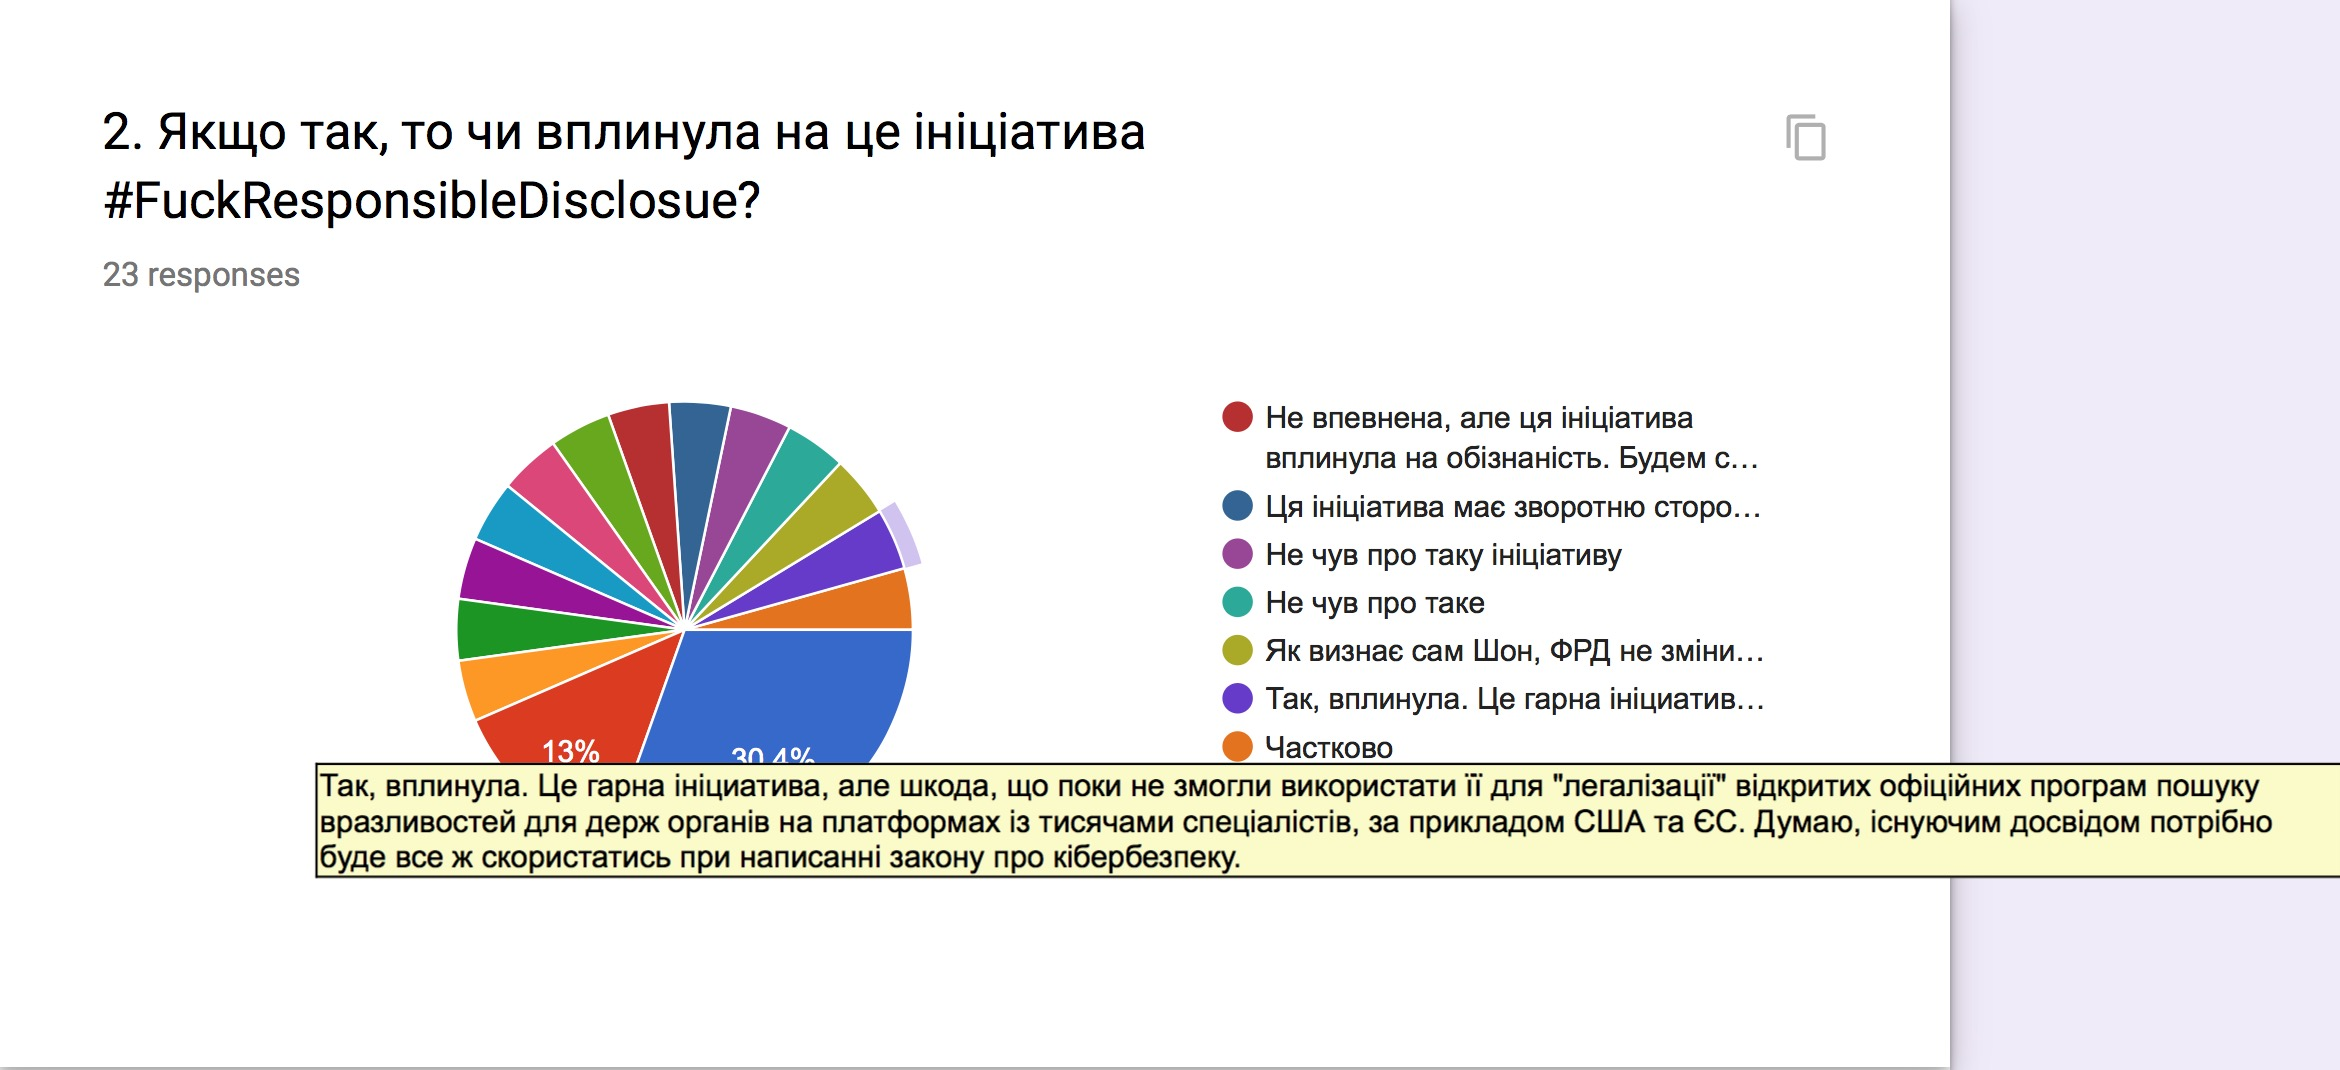 2. Якщо так, то чи вплинула на це ініціатива
#FuckResponsibleDisclosue?
23 responses
Не впевнена, але ця ініціатива
вплинула на обізнаність. Будем с…
Ця ініціатива має зворотню сторо…
Не чув про таку ініціативу
Не чув про таке
Як визнає сам Шон, ФРД не зміни…
Так, вплинула. Це гарна ініциатив…
Частково
13%
30.4%
Так, вплинула. Це гарна ініциатива, але шкода, що поки не змогли використати її для "легалізації" відкритих офіційних програм пошуку
вразливостей для держ органів на платформах із тисячами спеціалістів, за прикладом США та ЄС. Думаю, існуючим досвідом потрібно
буде все ж скористатись при написанні закону про кібербезпеку.